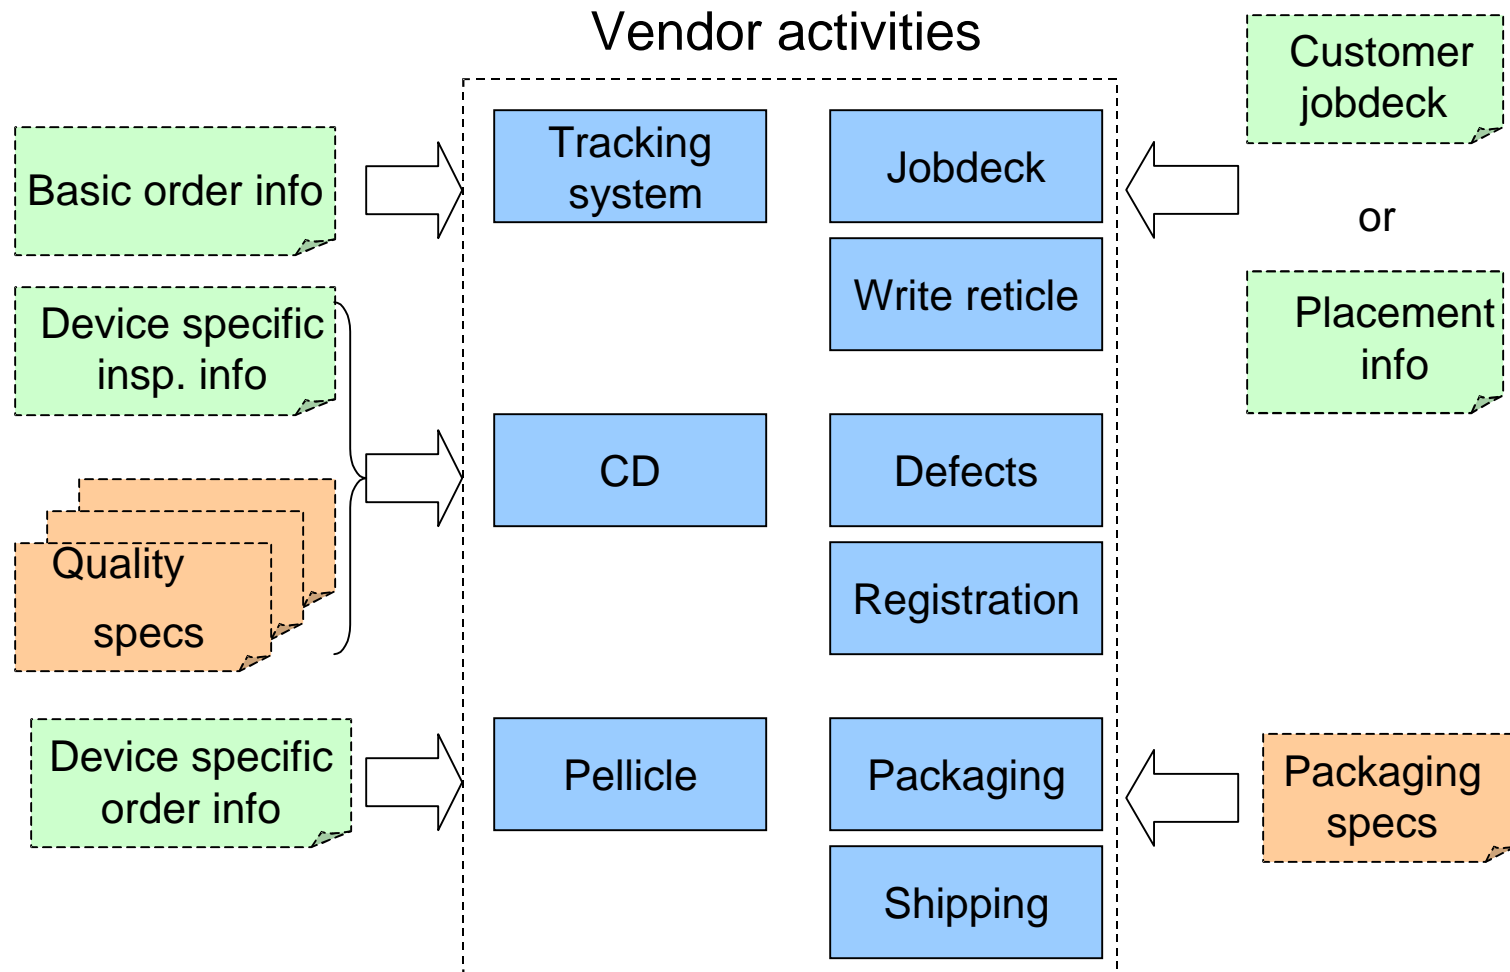 Vendor activities
Customer
jobdeck
Tracking
system
Jobdeck
Basic order info
or
Write reticle
Device specific
insp. info
Placement
info
CD
Defects
Quality
specs
Registration
Device specific
order info
Pellicle
Packaging
Packaging
specs
Shipping